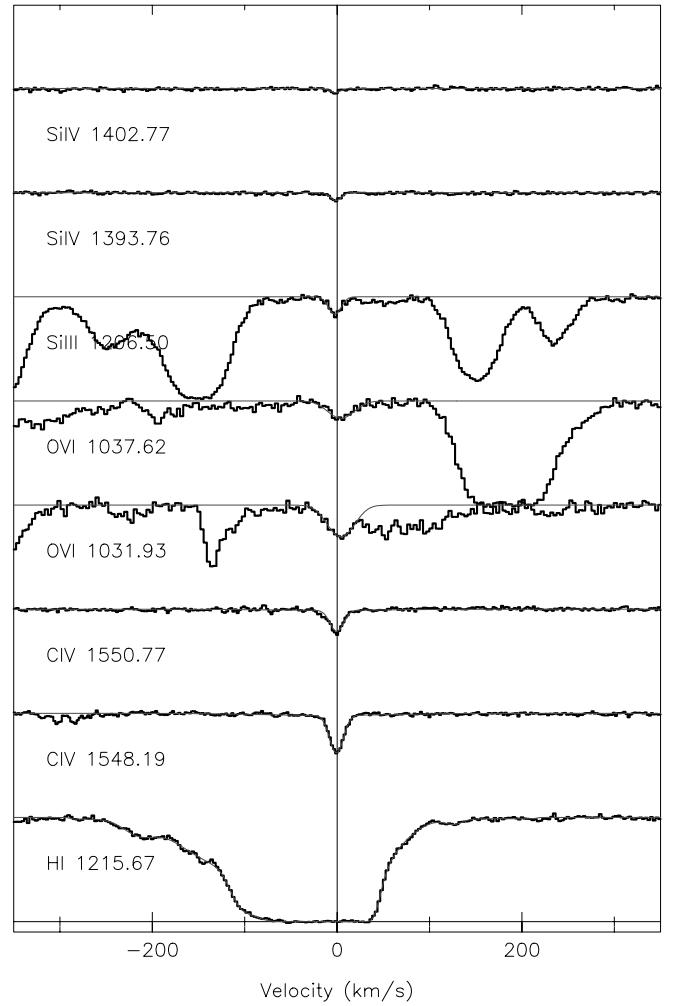 SiIV 1402.77
SiIV 1393.76
SiIII 1206.50
OVI 1037.62
OVI 1031.93
CIV 1550.77
CIV 1548.19
HI 1215.67
−200 0 200
Velocity (km/s)